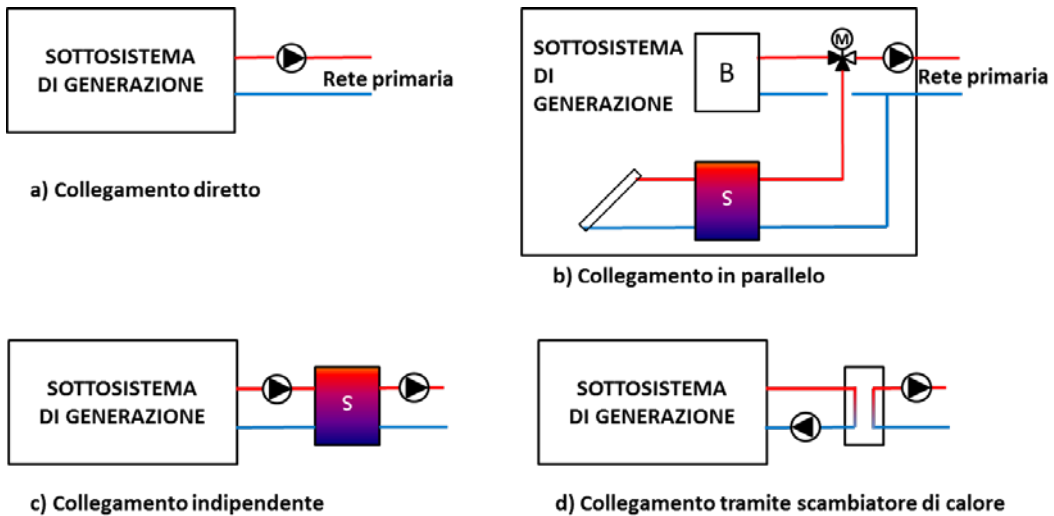 SOTTOSISTEMA
DI GENERAZIONE
Rete primaria
a) Collegamento diretto
SOTTOSISTEMA
DI
GENERAZIONE
B
M
Rete primaria
S
b) Collegamento in parallelo
SOTTOSISTEMA
DI GENERAZIONE
S
c) Collegamento indipendente
SOTTOSISTEMA
DI GENERAZIONE
d) Collegamento tramite scambiatore di calore